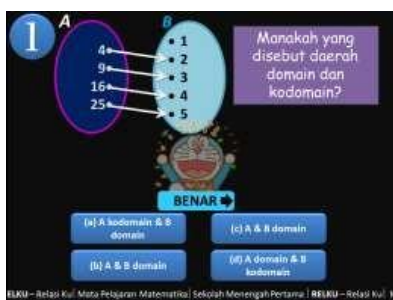 1
A
B
4
9
16
25
1
2
3
4
5
Manakah yang
disebut daerah
domain dan
kodomain?
BENAR
(a) A kodomain & B
domain
(c) A & B domain
(b) A & B domain
(d) A domain & B
kodomain
ELKU – Relasi Ku| Mata Pelajaran Matematika| Sekolah Menengah Pertama | RELKU – Relasi Ku|